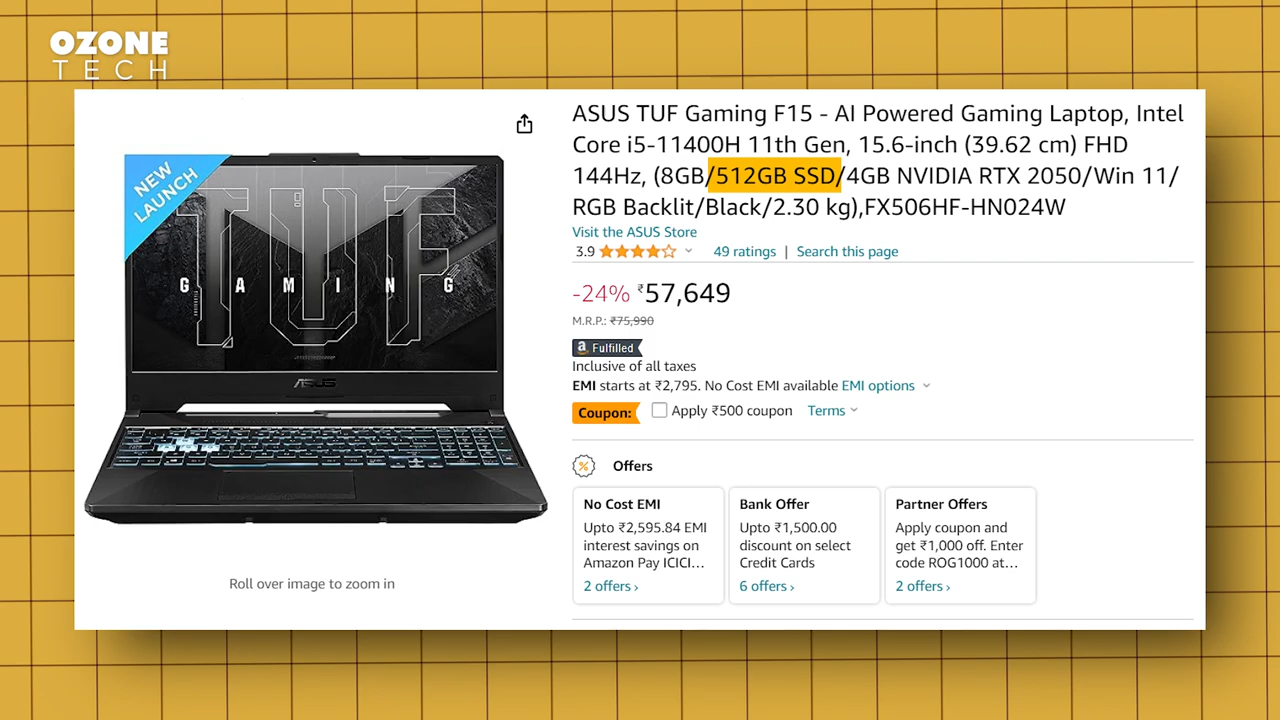 OZONE
TECH
NEW
LAUNCH
TUF
GAMING
ASUS
ASUS TUF Gaming F15 - AI Powered Gaming Laptop, Intel
Core i5-11400H 11th Gen, 15.6-inch (39.62 cm) FHD
144Hz, (8GB/512GB SSD/4GB NVIDIA RTX 2050/Win 11/
RGB Backlit/Black/2.30 kg),FX506HF-HN024W
Visit the ASUS Store
3.9
49 ratings | Search this page
-24% ₹57,649
M.R.P.: ₹75,990
a Fulfilled
Inclusive of all taxes
EMI starts at ₹2,795. No Cost EMI available EMI options
Coupon: Apply ₹500 coupon Terms
% Offers
No Cost EMI
Upto ₹2,595.84 EMI
interest savings on
Amazon Pay ICICI...
2 offers ›
Bank Offer
Upto ₹1,500.00
discount on select
Credit Cards
6 offers ›
Partner Offers
Apply coupon and
get ₹1,000 off. Enter
code ROG1000 at...
2 offers ›
Roll over image to zoom in